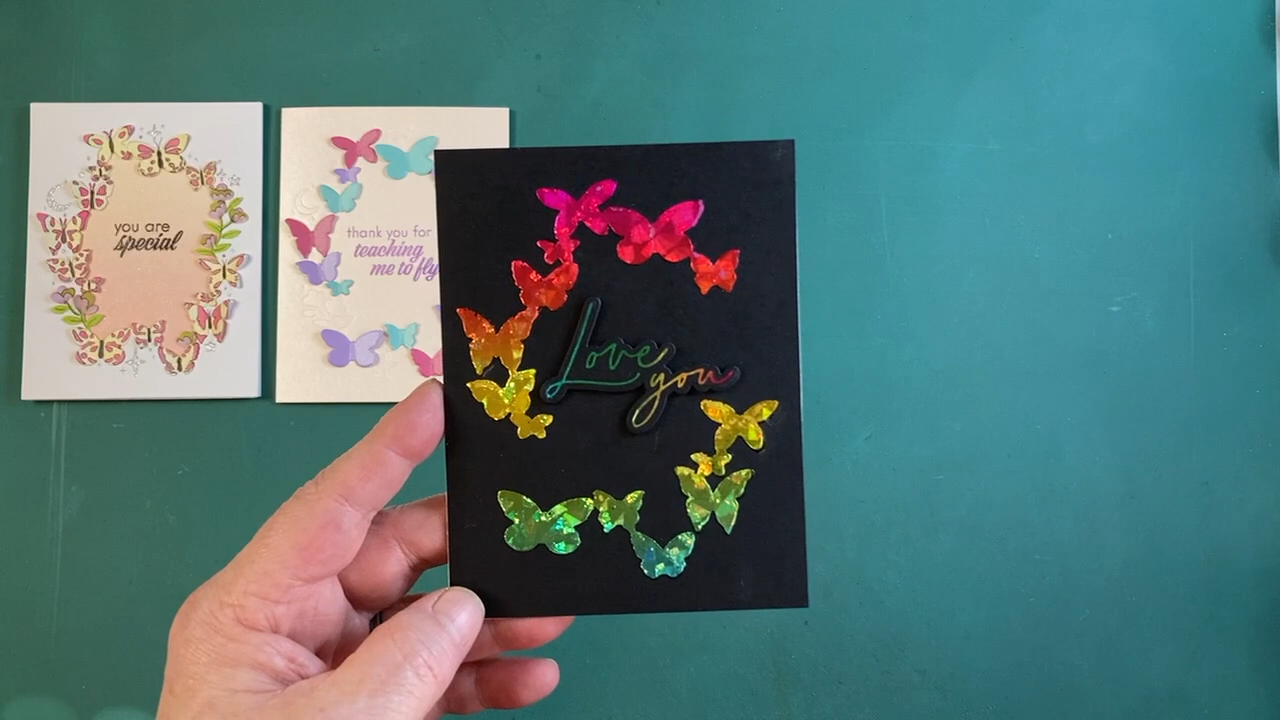 you are
special
thank you for
teaching
me to fly
Love
you